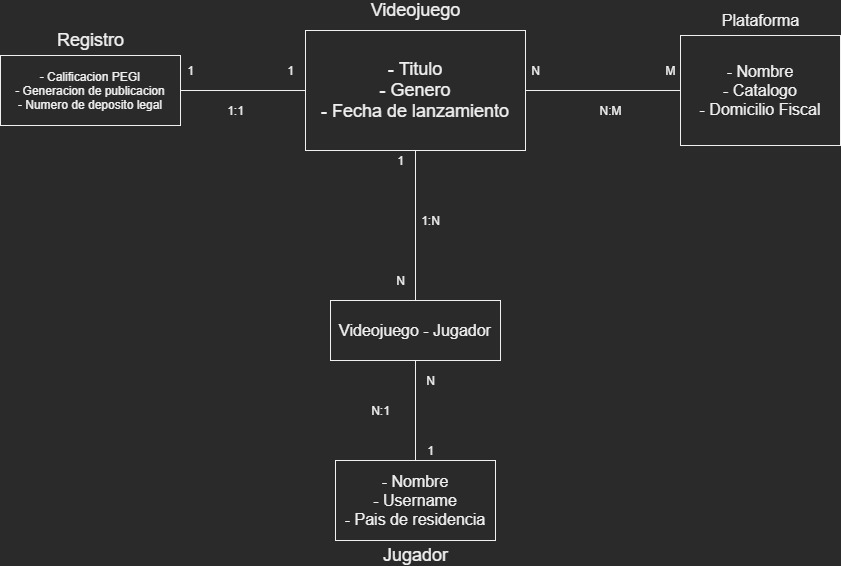 Videojuego
Plataforma
Registro
- Calificacion PEGI
- Generacion de publicacion
- Numero de deposito legal
1
1
1:1
- Titulo
- Genero
- Fecha de lanzamiento
N
M
N:M
- Nombre
- Catalogo
- Domicilio Fiscal
1
1:N
N
Videojuego - Jugador
N
N:1
1
- Nombre
- Username
- Pais de residencia
Jugador